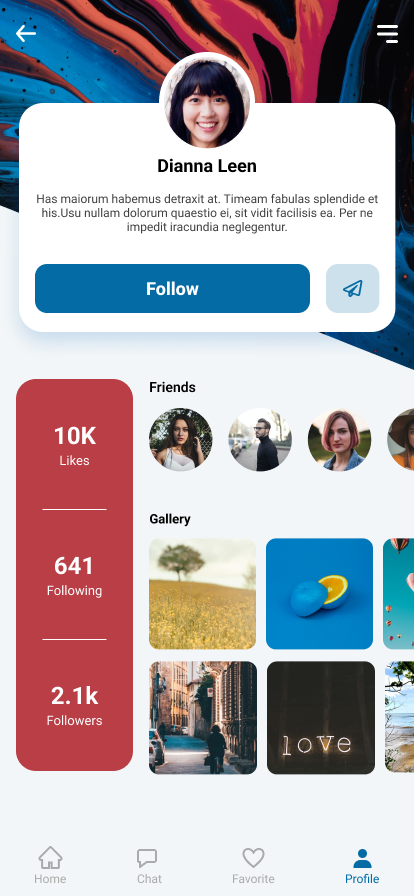 Dianna Leen
Has maiorum habemus detraxit at. Timeam fabulas splendide et
his.Usu nullam dolorum quaestio ei, sit vidit facilisis ea. Per ne
impedit iracundia neglegentur.
Follow
10K
Likes
641
Following
2.1k
Followers
Friends
Gallery
love
Home
Chat
Favorite
Profile